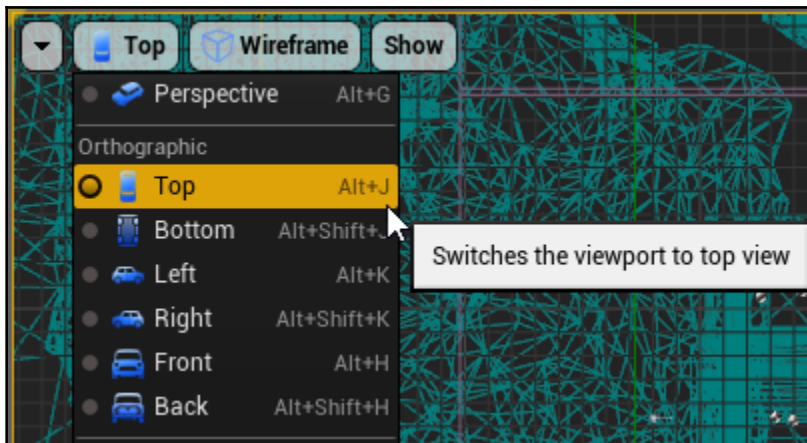 Top Wireframe Show
Perspective Alt+G
Orthographic
Top Alt+J
Bottom Alt+Shift+J
Switches the viewport to top view
Left Alt+K
Right Alt+Shift+K
Front Alt+H
Back Alt+Shift+H